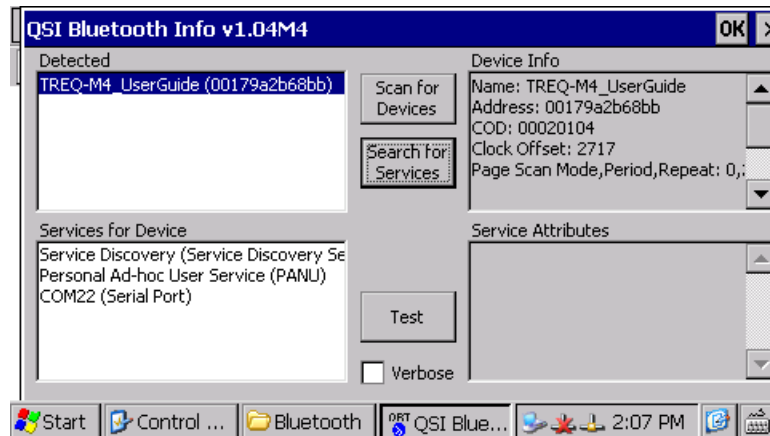 QSI Bluetooth Info v1.04M4
OK
Detected
TREQ-M4_UserGuide (00179a2b68bb)
Scan for
Devices
Search for
Services
Device Info
Name: TREQ-M4_UserGuide
Address: 00179a2b68bb
COD: 00020104
Clock Offset: 2717
Page Scan Mode,Period,Repeat: 0,
Services for Device
Service Discovery (Service Discovery Se
Personal Ad-hoc User Service (PANU)
COM22 (Serial Port)
Test
Verbose
Service Attributes
Start
Control ...
Bluetooth
QSI Blue...
2:07 PM